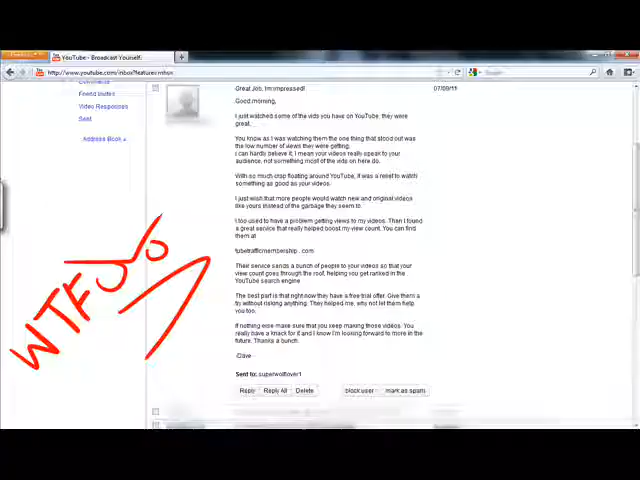 YouTube - Broadcast Yourself.
http://www.youtube.com/inbox?feature=mhsn
Friend Invites
Video Responses
Sent
Address Book
Great Job, I'm impressed!
07/09/11
Good morning,
I just watched some of the vids you have on YouTube, they were
great.
You know as I was watching them the one thing that stood out was
the low number of views they were getting.
I can hardly believe it, I mean your videos really speak to your
audience, not something most of the vids on here do.
With so much crap floating around YouTube, it was a relief to watch
something as good as your videos.
I just wish that more people would watch new and original videos
like yours instead of the garbage they seem to.
I too used to have a problem getting views to my videos. Then I found
a great service that really helped boost my view count. You can find
them at
tubetrafficmembership . com
Their service sends a bunch of people to your videos so that your
view count goes through the roof, helping you get ranked in the
YouTube search engine
The best part is that right now they have a free trial offer. Give them a
try without risking anything. They helped me, why not let them help
you too.
If nothing else make sure that you keep making those videos. You
really have a knack for it and I know I'm looking forward to more in the
future. Thanks a bunch.
Sent to: superwolflover1
Reply Reply All Delete block user mark as spam
WTF